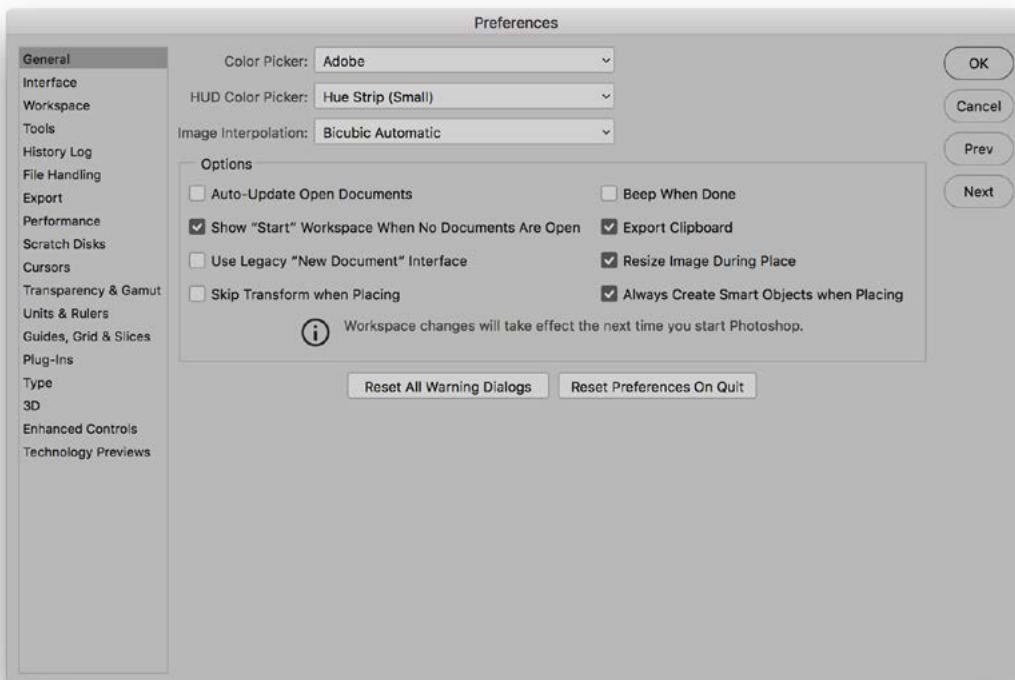 Preferences
General
Interface
Workspace
Tools
History Log
File Handling
Export
Performance
Scratch Disks
Cursors
Transparency & Gamut
Units & Rulers
Guides, Grid & Slices
Plug-Ins
Type
3D
Enhanced Controls
Technology Previews
Color Picker: Adobe
HUD Color Picker: Hue Strip (Small)
Image Interpolation: Bicubic Automatic
Options
Auto-Update Open Documents
Show “Start” Workspace When No Documents Are Open
Use Legacy “New Document” Interface
Skip Transform when Placing
Beep When Done
Export Clipboard
Resize Image During Place
Always Create Smart Objects when Placing
Workspace changes will take effect the next time you start Photoshop.
Reset All Warning Dialogs
Reset Preferences On Quit
OK
Cancel
Prev
Next